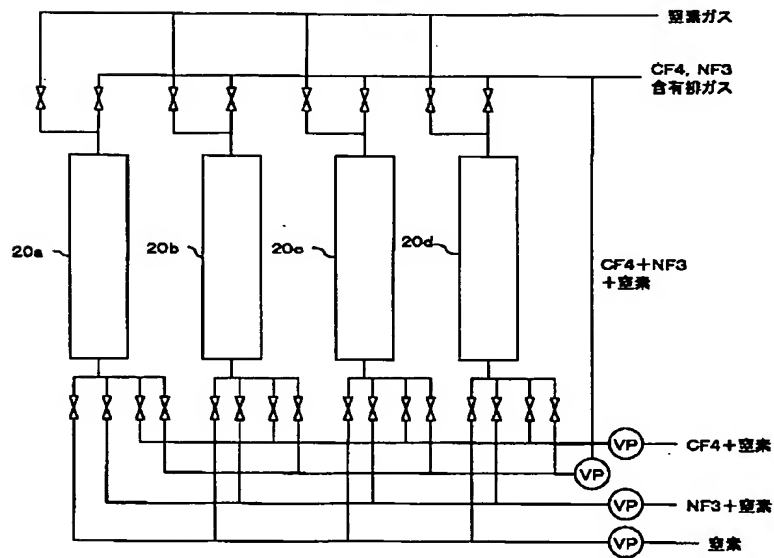 窒素ガス
CF4, NF3
含有排ガス
20a
20b
20c
20d
CF4+NF3
+窒素
VP
CF4+窒素
VP
VP
NF3+窒素
VP
窒素